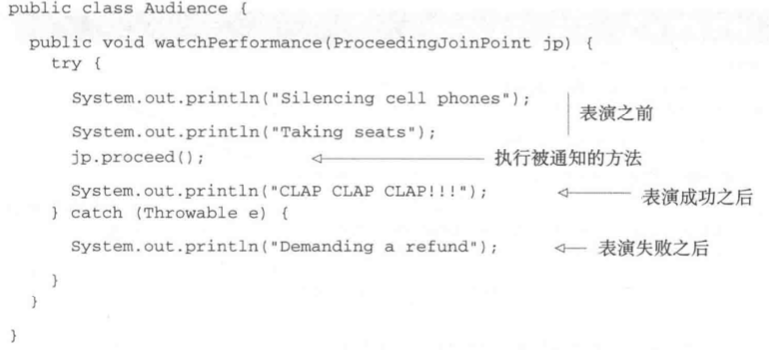 public class Audience {
public void watchPerformance(ProceedingJoinPoint jp) {
try {
System.out.println("Silencing cell phones");
表演之前
System.out.println("Taking seats");
jp.proceed(); 执行被通知的方法
System.out.println("CLAP CLAP CLAP!!!"); 表演成功之后
} catch (Throwable e) {
System.out.println("Demanding a refund"); 表演失败之后
}
}
}